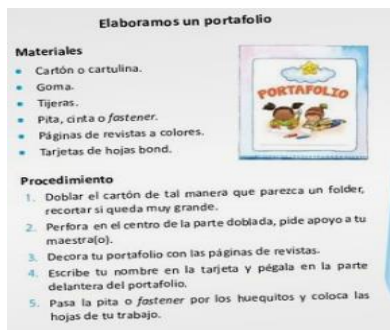 Elaboramos un portafolio
Materiales
Cartón o cartulina.
Goma.
Tijeras.
Pita, cinta o fastener.
Páginas de revistas a colores.
Tarjetas de hojas bond.
PORTAFOLIO
Procedimiento
1. Doblar el cartón de tal manera que parezca un folder,
recortar si queda muy grande.
2. Perfora en el centro de la parte doblada, pide apoyo a tu
maestra(o).
3. Decora tu portafolio con las páginas de revistas.
4. Escribe tu nombre en la tarjeta y pégala en la parte
delantera del portafolio.
5. Pasa la pita o fastener por los huequitos y coloca las
hojas de tu trabajo.